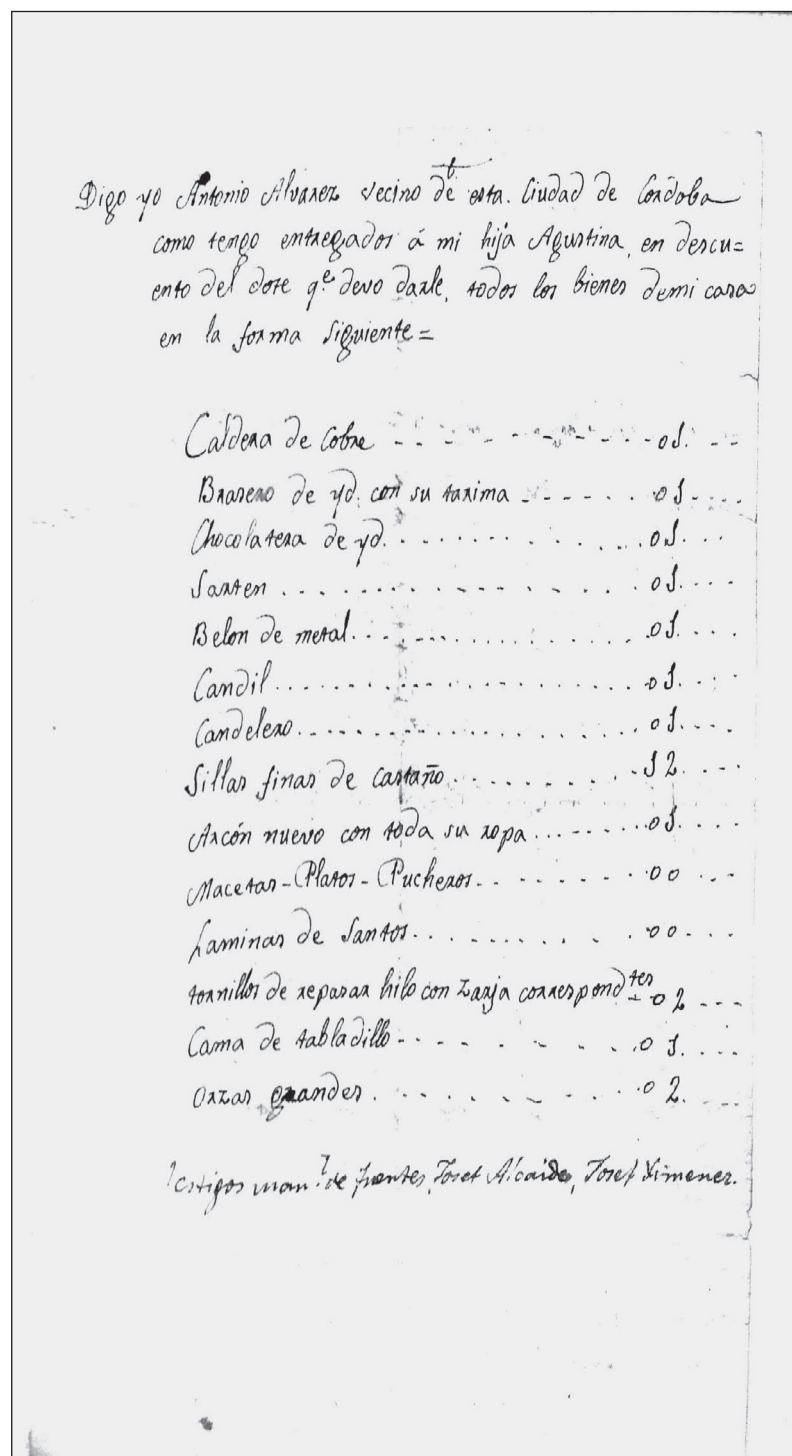 Digo yo Antonio Alvarez vecino de esta. Ciudad de Cordoba
como tengo entregados á mi hija Agustina, en descu=
ento del dote q.e devo darle, todos los bienes demi casa
en la forma siguiente=
Caldera de Cobre - - - - - - - - - - 01. - -
Brasero de yd. con su tarima - - - - - - 01 - - - -
Chocolatera de yd. . . . . . . . . . . . . . 01. . . .
Sarten . . . . . . . . . . . . . . . . . . 01. . . .
Belon de metal. . . . . . . . . . . . . . . 01. . . .
Candil. . . . . . . . . . . . . . . . . . . 01. . . .
Candelero. . . . . . . . . . . . . . . . . . 01. . . .
Sillas finas de castaño . . . . . . . . . . 12. . . .
Arcón nuevo con toda su ropa . . . . . . . 01. . . .
Macetas - Platos - Pucheros. . . . . . . . . 00 . . .
Laminas de Santos. . . . . . . . . . . . . . 00. . .
tornillos de reparar hilo con zarja correspond.tes - 02 - - -
Cama de tabladillo - - - - - - - . 01. . . .
Orzas grandes . . . . . . . . . . . . . 02. - - -
Testigos man.l de fuentes, Josef Alcaide, Josef Ximenez.